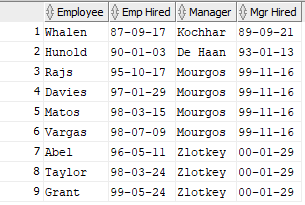 Employee Emp Hired Manager Mgr Hired
1 Whalen 87-09-17 Kochhar 89-09-21
2 Hunold 90-01-03 De Haan 93-01-13
3 Rajs 95-10-17 Mourgos 99-11-16
4 Davies 97-01-29 Mourgos 99-11-16
5 Matos 98-03-15 Mourgos 99-11-16
6 Vargas 98-07-09 Mourgos 99-11-16
7 Abel 96-05-11 Zlotkey 00-01-29
8 Taylor 98-03-24 Zlotkey 00-01-29
9 Grant 99-05-24 Zlotkey 00-01-29